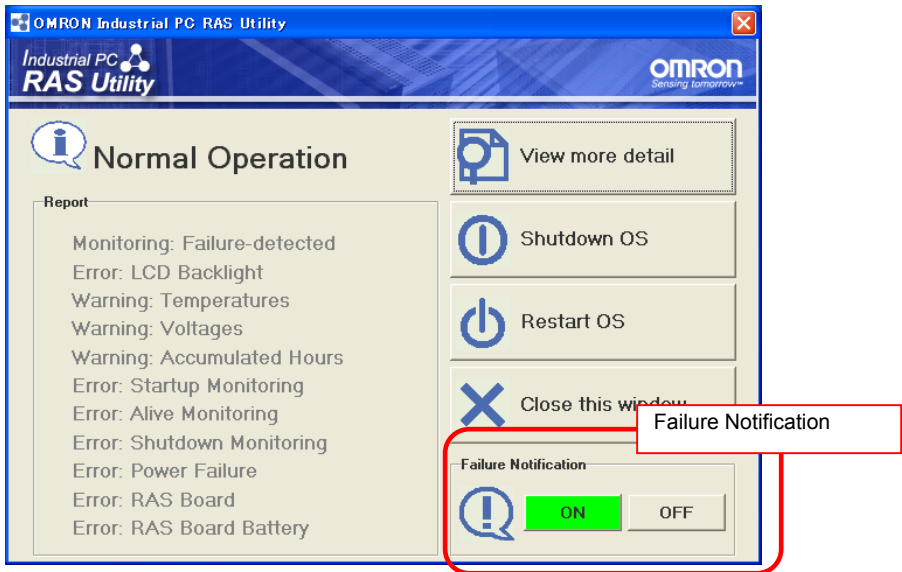 OMRON Industrial PC RAS Utility
Industrial PC
RAS Utility
OMRON
Sensing tomorrow™
Normal Operation
Report
Monitoring: Failure-detected
Error: LCD Backlight
Warning: Temperatures
Warning: Voltages
Warning: Accumulated Hours
Error: Startup Monitoring
Error: Alive Monitoring
Error: Shutdown Monitoring
Error: Power Failure
Error: RAS Board
Error: RAS Board Battery
View more detail
Shutdown OS
Restart OS
Close this window
Failure Notification
Failure Notification
ON
OFF